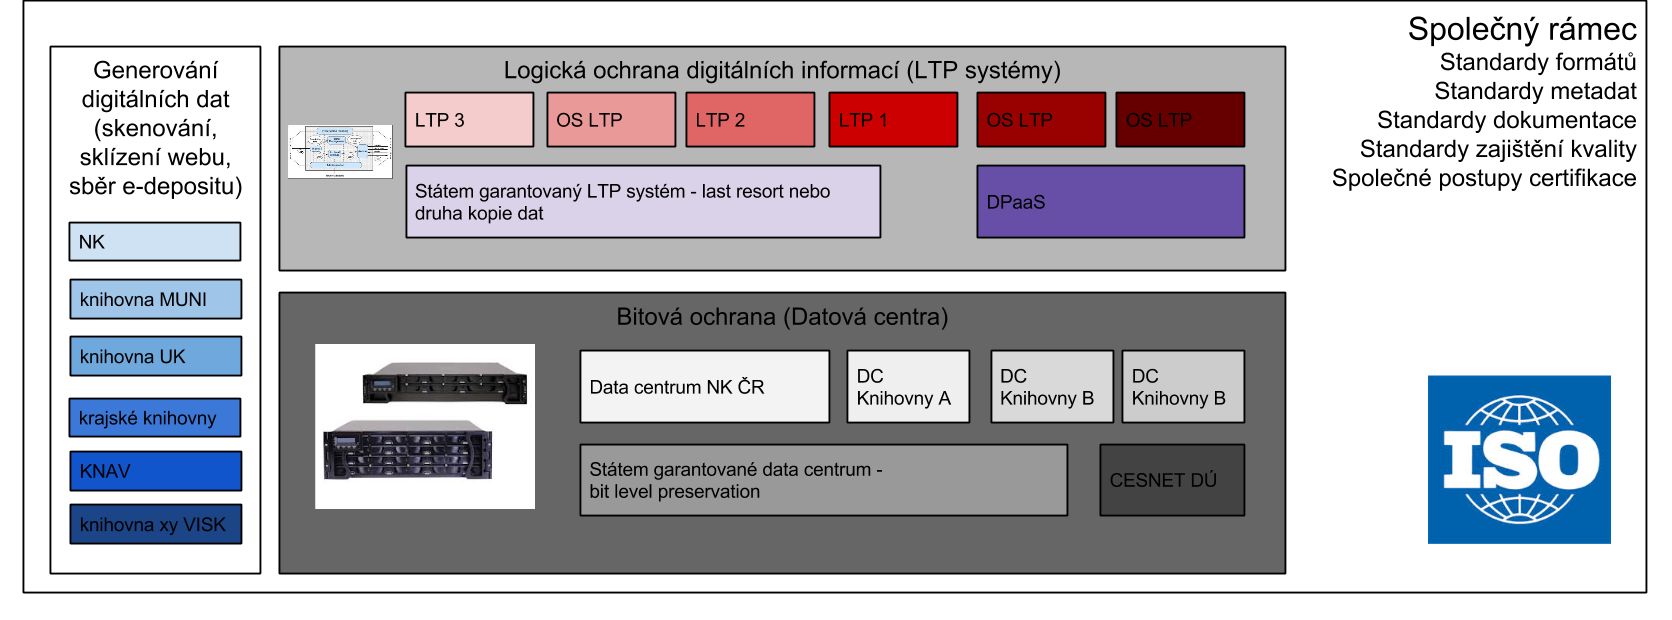 Společný rámec
Standardy formátů
Standardy metadat
Standardy dokumentace
Standardy zajištění kvality
Společné postupy certifikace
Generování
digitálních dat
(skenování,
sklízení webu,
sběr e-depositu)
NK
knihovna MUNI
knihovna UK
krajské knihovny
KNAV
knihovna xy VISK
Logická ochrana digitálních informací (LTP systémy)
LTP 3
OS LTP
LTP 2
LTP 1
OS LTP
OS LTP
Státem garantovaný LTP systém - last resort nebo
druha kopie dat
DPaaS
Bitová ochrana (Datová centra)
Data centrum NK ČR
DC
Knihovny A
DC
Knihovny B
DC
Knihovny B
Státem garantované data centrum -
bit level preservation
CESNET DÚ
ISO